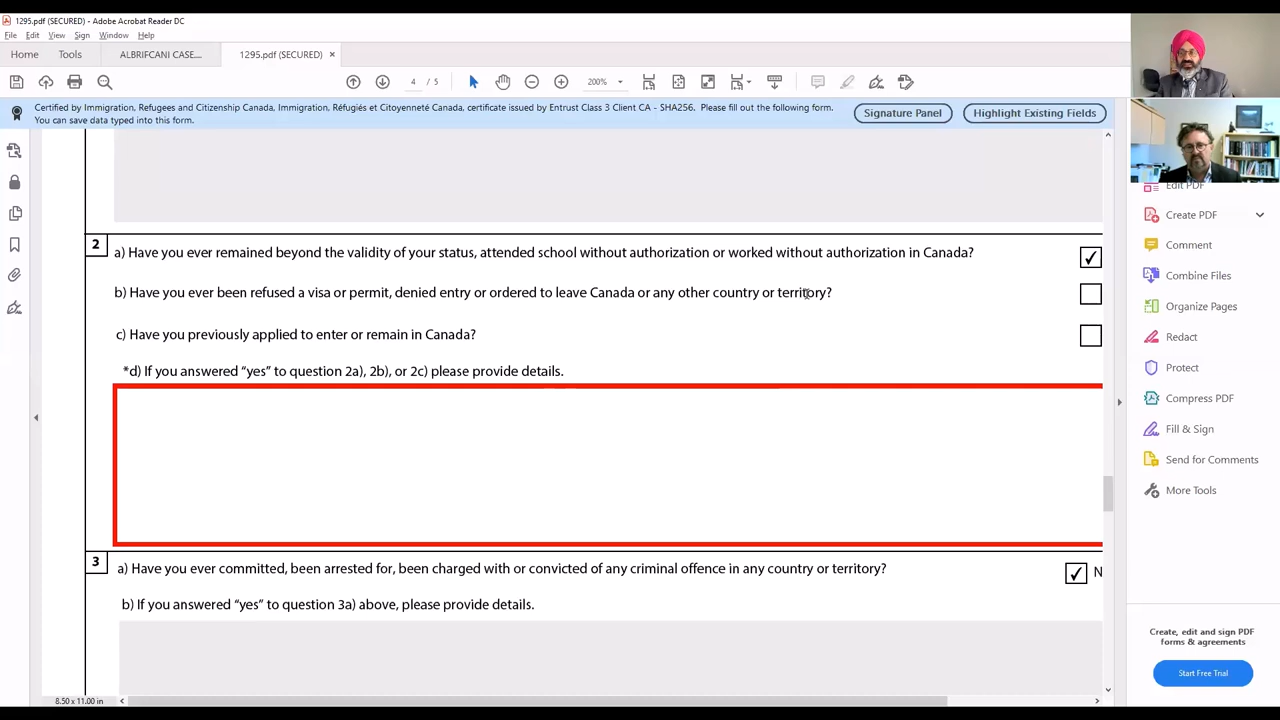 1295.pdf (SECURED) - Adobe Acrobat Reader DC
File Edit View Sign Window Help
Home Tools ALBRIFCANI CASE... 1295.pdf (SECURED) ×
4 / 5 200%
Certified by Immigration, Refugees and Citizenship Canada, Immigration, Réfugiés et Citoyenneté Canada, certificate issued by Entrust Class 3 Client CA - SHA256. Please fill out the following form.
You can save data typed into this form.
Signature Panel
Highlight Existing Fields
2
a) Have you ever remained beyond the validity of your status, attended school without authorization or worked without authorization in Canada?
b) Have you ever been refused a visa or permit, denied entry or ordered to leave Canada or any other country or territory?
c) Have you previously applied to enter or remain in Canada?
*d) If you answered “yes” to question 2a), 2b), or 2c) please provide details.
3
a) Have you ever committed, been arrested for, been charged with or convicted of any criminal offence in any country or territory?
N
b) If you answered “yes” to question 3a) above, please provide details.
8.50 x 11.00 in
Edit PDF
Create PDF
Comment
Combine Files
Organize Pages
Redact
Protect
Compress PDF
Fill & Sign
Send for Comments
More Tools
Create, edit and sign PDF
forms & agreements
Start Free Trial